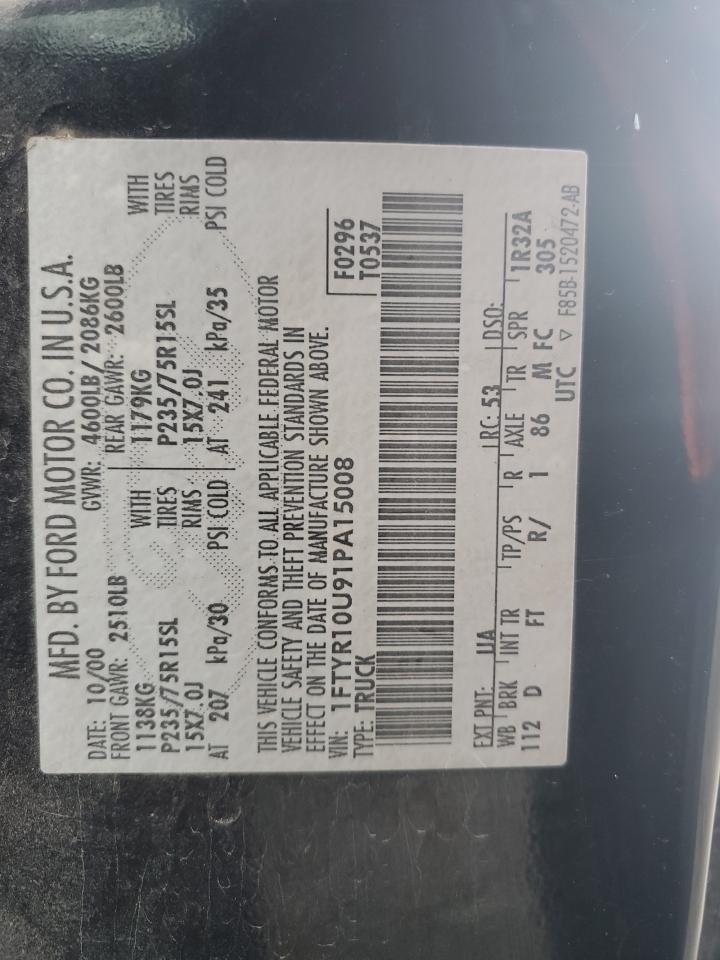 MFD. BY FORD MOTOR CO. IN U.S.A.
DATE: 10/00 GVWR: 4600LB/ 2086KG
FRONT GAWR: 2510LB REAR GAWR: 2600LB
1138KG WITH 1179KG WITH
P235/75R15SL TIRES P235/75R15SL TIRES
15X7.0J RIMS 15X7.0J RIMS
AT 207 kPa/30 PSI COLD AT 241 kPa/35 PSI COLD
THIS VEHICLE CONFORMS TO ALL APPLICABLE FEDERAL MOTOR
VEHICLE SAFETY AND THEFT PREVENTION STANDARDS IN
EFFECT ON THE DATE OF MANUFACTURE SHOWN ABOVE.
VIN: 1FTYR10U91PA15008 F0296
TYPE: TRUCK T0537
EXT PNT: UA RC: 53 DSO:
WB BRK INT TR TP/PS R AXLE TR SPR 1R32A
112 D FT R/ 1 86 M FC 305
UTC ▽ F85B-1520472-AB